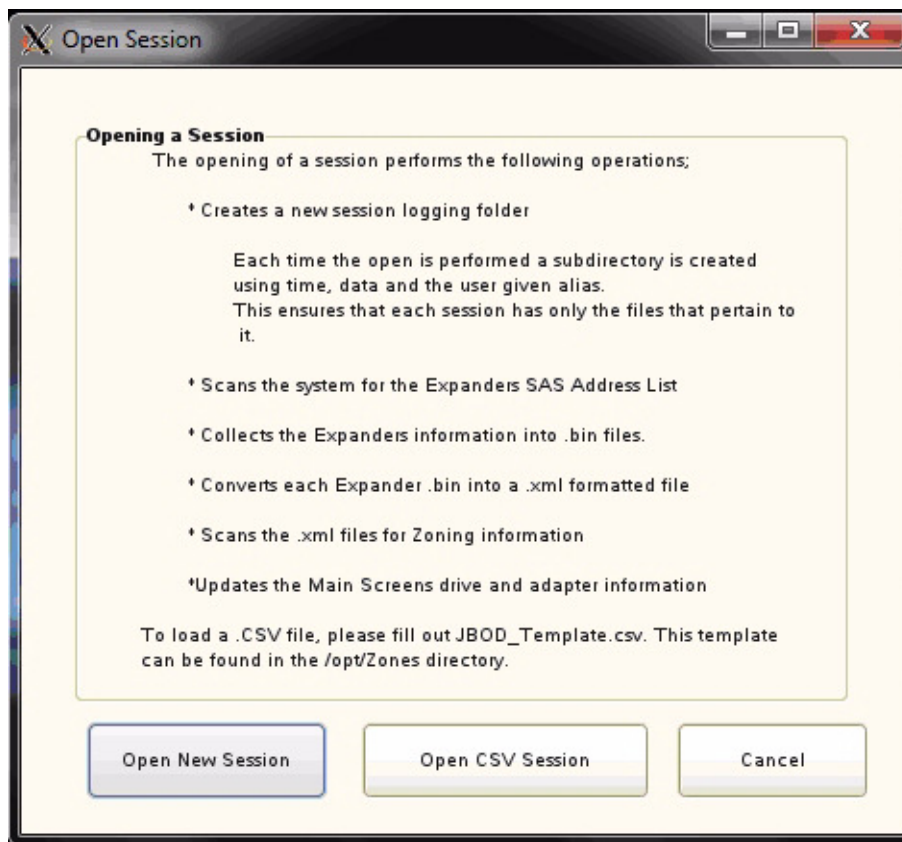 Open Session
Opening a Session
The opening of a session performs the following operations;
* Creates a new session logging folder
Each time the open is performed a subdirectory is created
using time, data and the user given alias.
This ensures that each session has only the files that pertain to
it.
* Scans the system for the Expanders SAS Address List
* Collects the Expanders information into .bin files.
* Converts each Expander .bin into a .xml formatted file
* Scans the .xml files for Zoning information
*Updates the Main Screens drive and adapter information
To load a .CSV file, please fill out JBOD_Template.csv. This template
can be found in the /opt/Zones directory.
Open New Session
Open CSV Session
Cancel